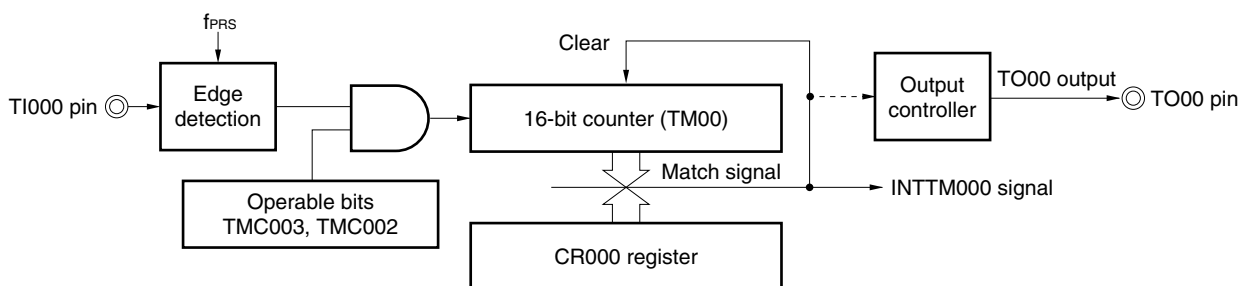 fPRS
Clear
TI000 pin
Edge
detection
16-bit counter (TM00)
Output
controller
TO00 output
TO00 pin
Match signal
INTTM000 signal
Operable bits
TMC003, TMC002
CR000 register